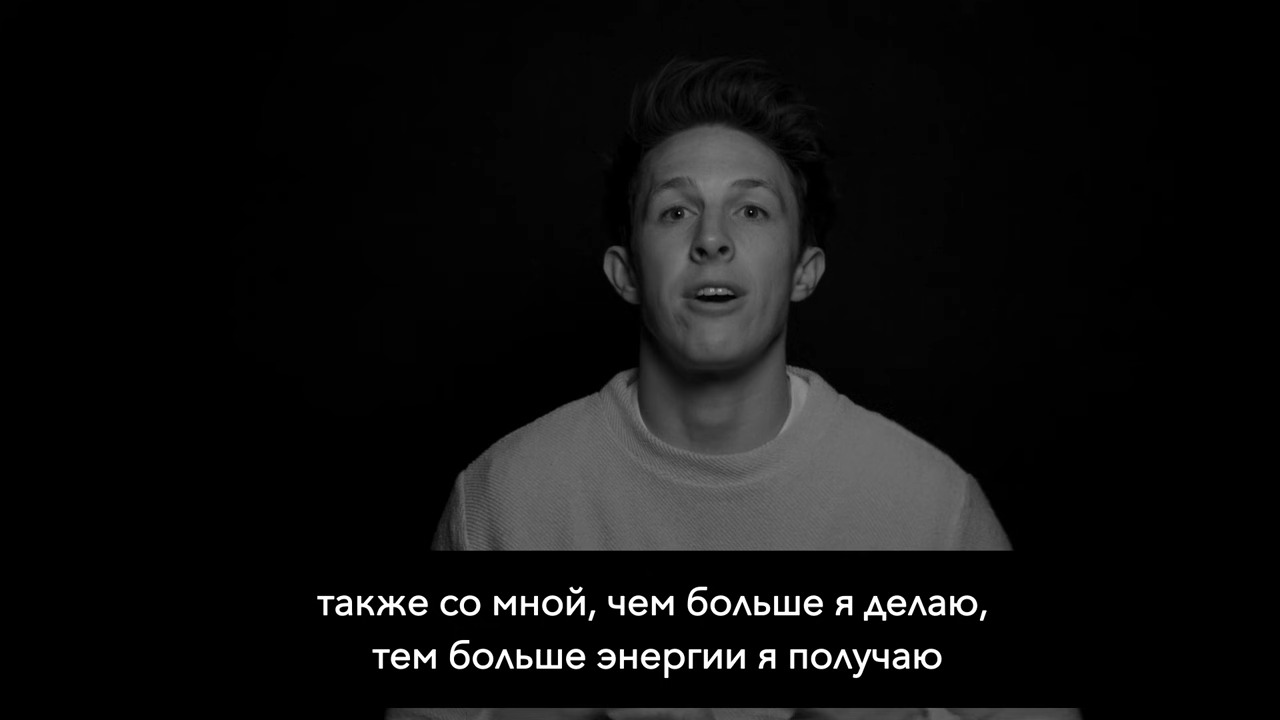 также со мной, чем больше я делаю,
тем больше энергии я получаю